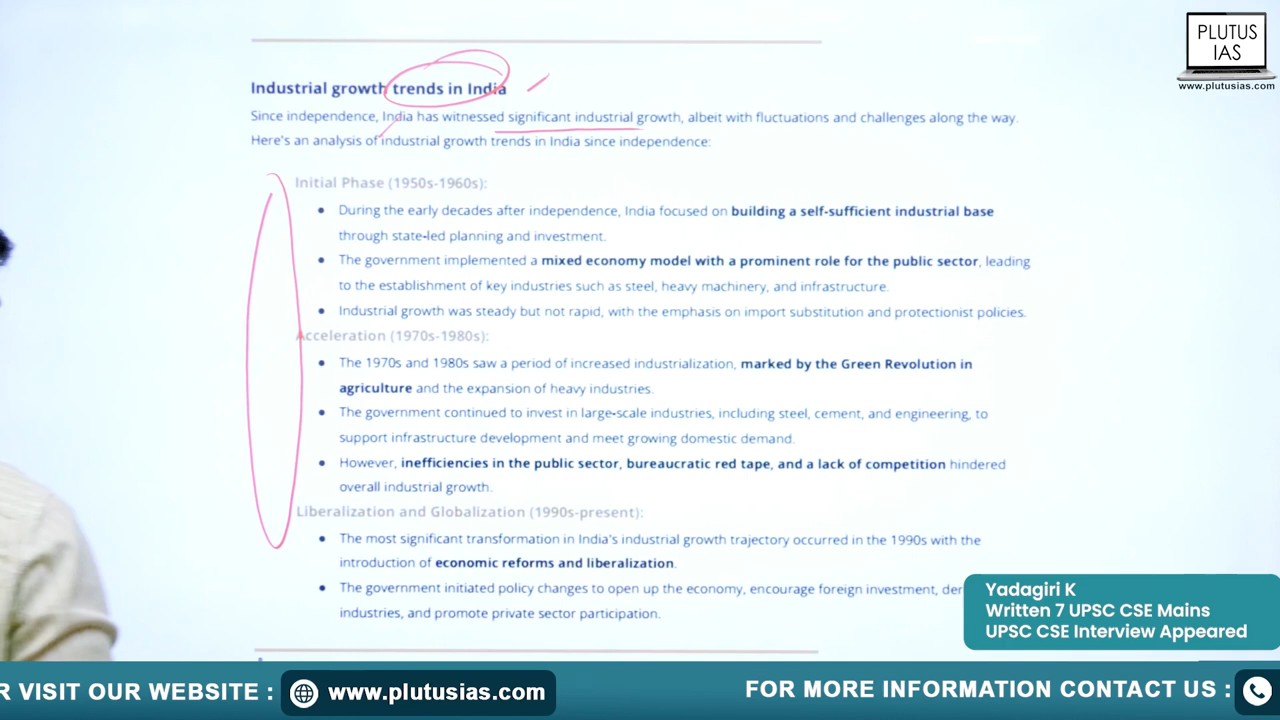 PLUTUS
IAS
www.plutusias.com
Industrial growth trends in India
Since independence, India has witnessed significant industrial growth, albeit with fluctuations and challenges along the way.
Here's an analysis of industrial growth trends in India since independence:
Initial Phase (1950s-1960s):
• During the early decades after independence, India focused on building a self-sufficient industrial base
through state-led planning and investment.
• The government implemented a mixed economy model with a prominent role for the public sector, leading
to the establishment of key industries such as steel, heavy machinery, and infrastructure.
• Industrial growth was steady but not rapid, with the emphasis on import substitution and protectionist policies.
Acceleration (1970s-1980s):
• The 1970s and 1980s saw a period of increased industrialization, marked by the Green Revolution in
agriculture and the expansion of heavy industries.
• The government continued to invest in large-scale industries, including steel, cement, and engineering, to
support infrastructure development and meet growing domestic demand.
• However, inefficiencies in the public sector, bureaucratic red tape, and a lack of competition hindered
overall industrial growth.
Liberalization and Globalization (1990s-present):
• The most significant transformation in India's industrial growth trajectory occurred in the 1990s with the
introduction of economic reforms and liberalization.
• The government initiated policy changes to open up the economy, encourage foreign investment,
industries, and promote private sector participation.
Yadagiri K
Written 7 UPSC CSE Mains
UPSC CSE Interview Appeared
R VISIT OUR WEBSITE : www.plutusias.com
FOR MORE INFORMATION CONTACT US :